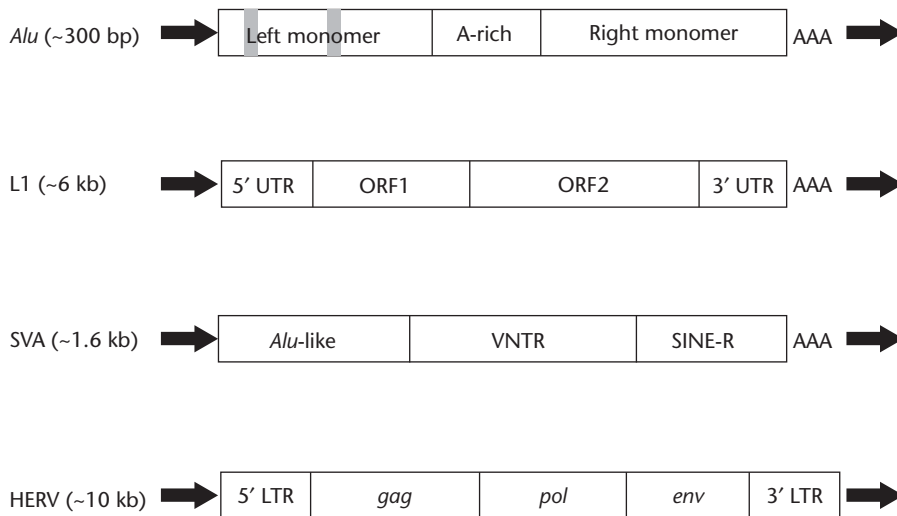 Alu (~300 bp) Left monomer A-rich Right monomer AAA
L1 (~6 kb) 5′ UTR ORF1 ORF2 3′ UTR AAA
SVA (~1.6 kb) Alu-like VNTR SINE-R AAA
HERV (~10 kb) 5′ LTR gag pol env 3′ LTR